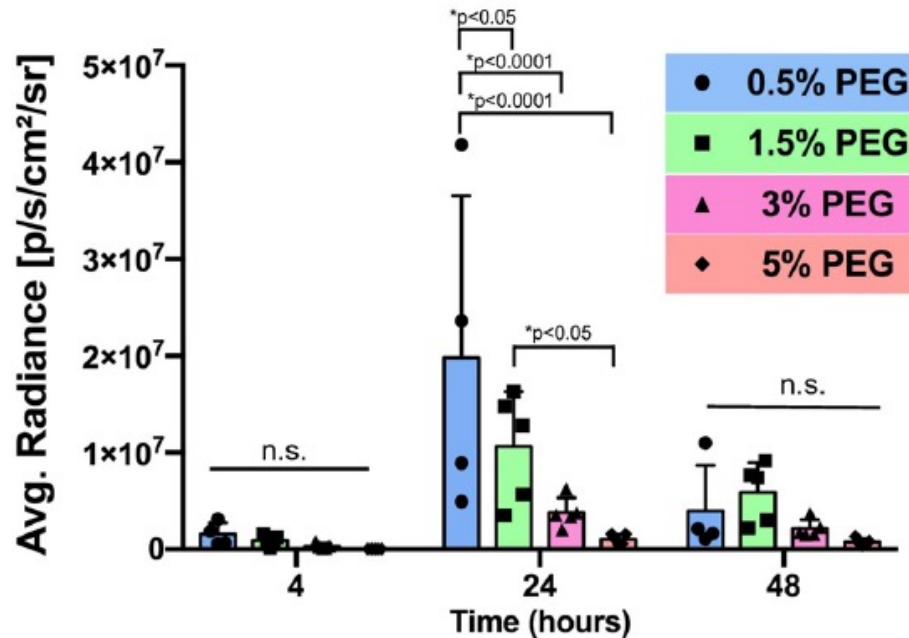 *p<0.05
*p<0.0001
*p<0.0001
5×10⁷
4×10⁷
3×10⁷
2×10⁷
1×10⁷
0
Avg. Radiance [p/s/cm²/sr]
0.5% PEG
1.5% PEG
3% PEG
5% PEG
*p<0.05
n.s.
n.s.
4
24
48
Time (hours)